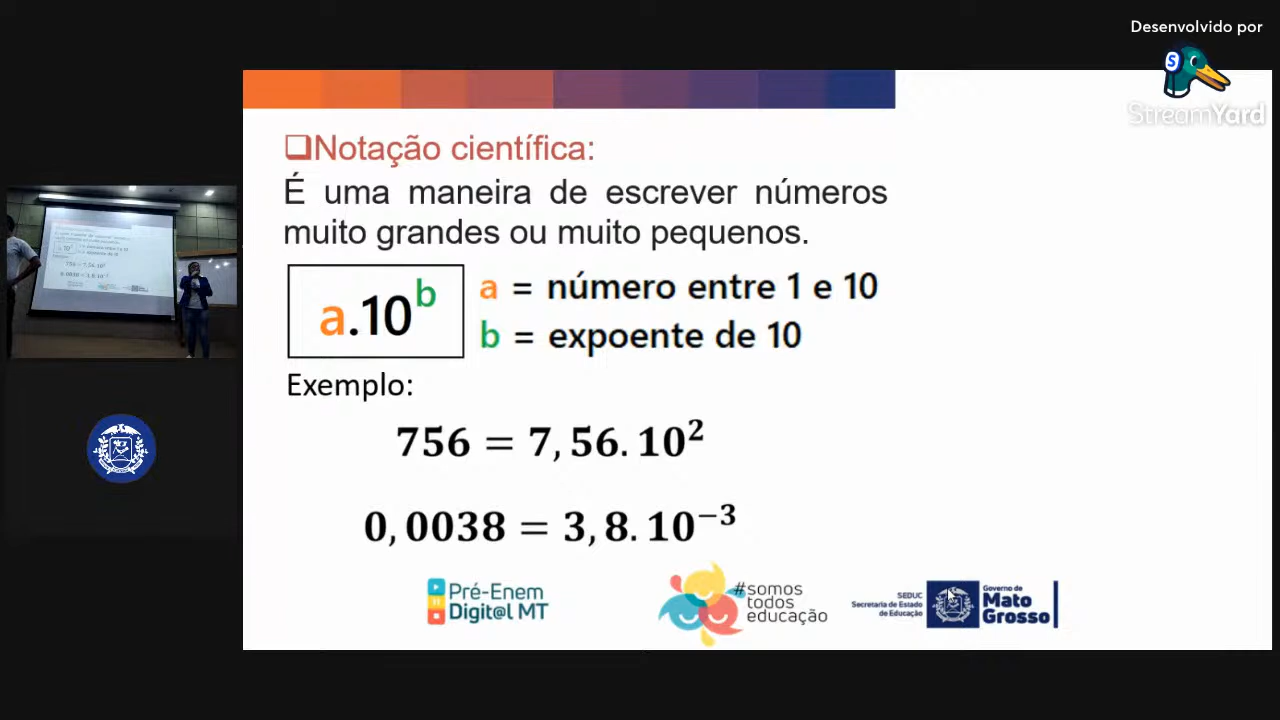 Desenvolvido por
StreamYard
❑Notação científica:
É uma maneira de escrever números
muito grandes ou muito pequenos.
a.10^b
a = número entre 1 e 10
b = expoente de 10
Exemplo:
756 = 7,56.10²
0,0038 = 3,8.10⁻³
Pré-Enem
Digit@l MT
#somos
todos
educação
SEDUC
Secretaria de Estado
de Educação
Governo de
Mato
Grosso